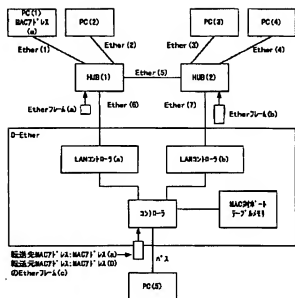 PC(1)
MACアドレス
(a)
PC(2)
PC(3)
PC(4)
Ether(1)
Ether(2)
Ether(3)
Ether(4)
HUB(1)
Ether(5)
HUB(2)
Etherフレーム(a)
Ether(6)
Ether(7)
Etherフレーム(b)
D-Ether
LANコントローラ(a)
LANコントローラ(b)
コントローラ
MAC対ポート
テーブルメモリ
転送先MACアドレス:MACアドレス(a)
転送元MACアドレス:MACアドレス(D)
のEtherフレーム(c)
バス
PC(5)